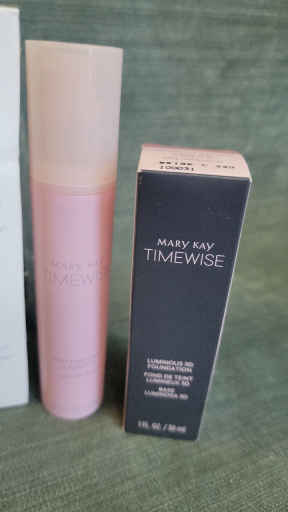 MARY KAY
TIMEWISE
MARY KAY
TIMEWISE
LUMINOUS 3D
FOUNDATION
FOND DE TEINT
LUMINEUX 3D
BASE
LUMINOSA 3D
1 FL. OZ. / 30 ml